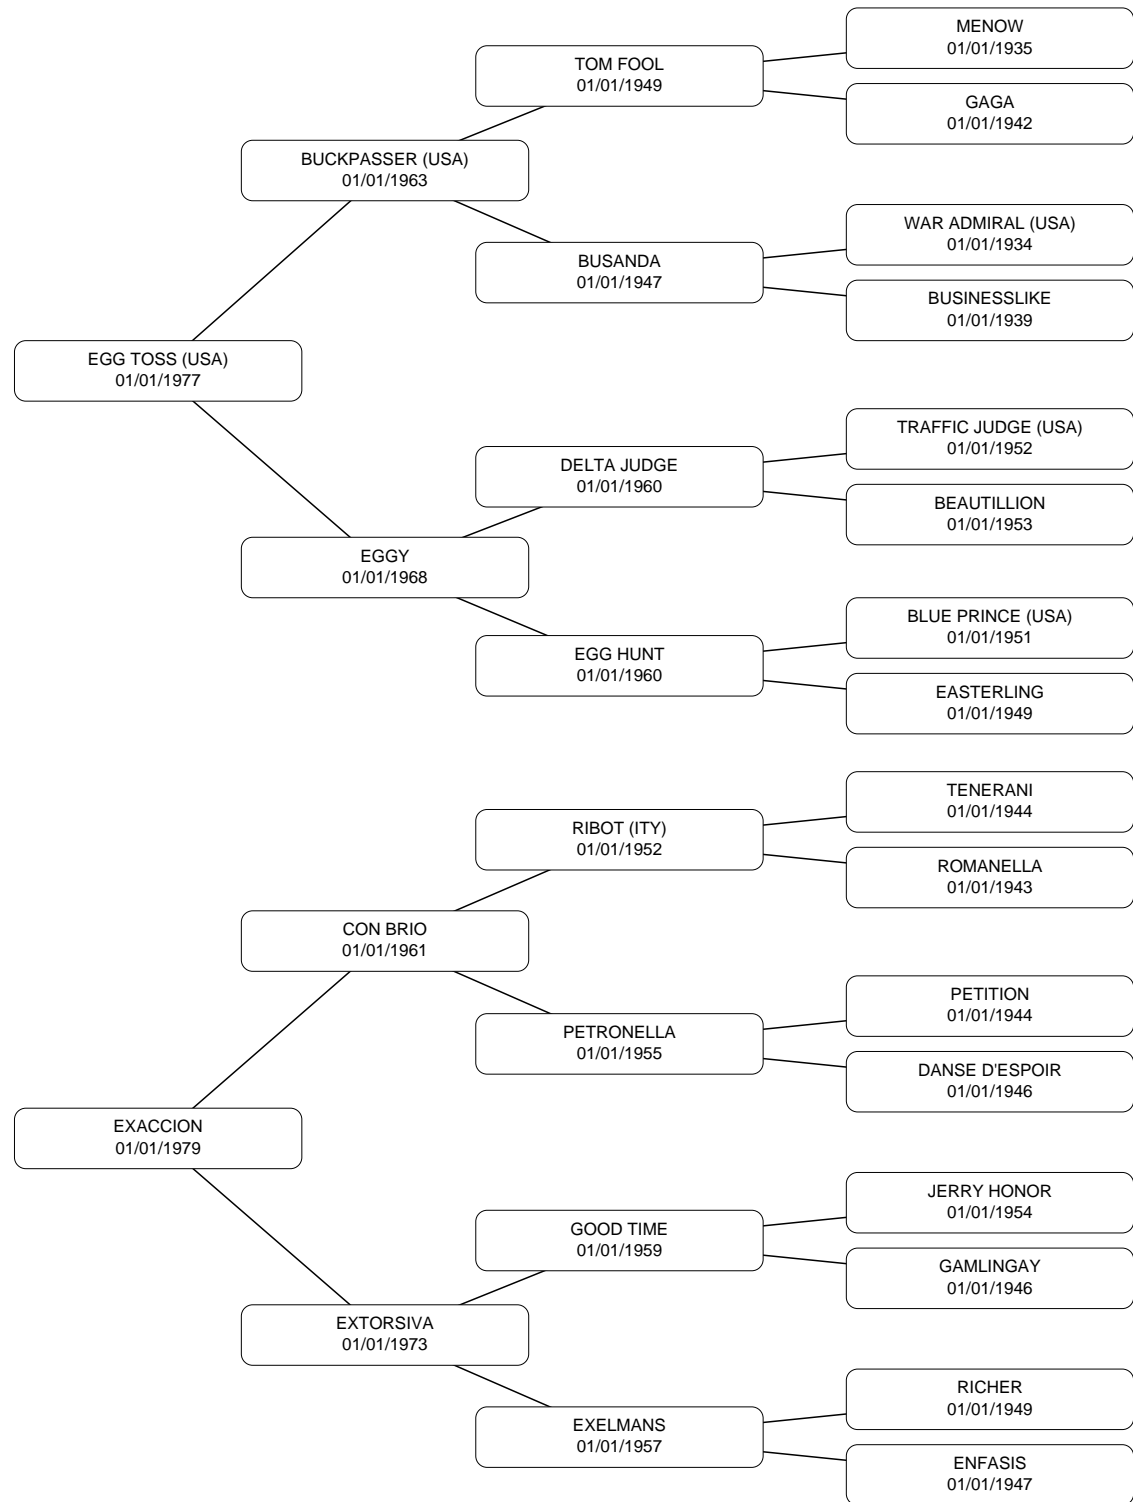 MENOW
01/01/1935
TOM FOOL
01/01/1949
GAGA
01/01/1942
BUCKPASSER (USA)
01/01/1963
WAR ADMIRAL (USA)
01/01/1934
BUSANDA
01/01/1947
BUSINESSLIKE
01/01/1939
EGG TOSS (USA)
01/01/1977
TRAFFIC JUDGE (USA)
01/01/1952
DELTA JUDGE
01/01/1960
BEAUTILLION
01/01/1953
EGGY
01/01/1968
BLUE PRINCE (USA)
01/01/1951
EGG HUNT
01/01/1960
EASTERLING
01/01/1949
TENERANI
01/01/1944
RIBOT (ITY)
01/01/1952
ROMANELLA
01/01/1943
CON BRIO
01/01/1961
PETITION
01/01/1944
PETRONELLA
01/01/1955
DANSE D'ESPOIR
01/01/1946
EXACCION
01/01/1979
JERRY HONOR
01/01/1954
GOOD TIME
01/01/1959
GAMLINGAY
01/01/1946
EXTORSIVA
01/01/1973
RICHER
01/01/1949
EXELMANS
01/01/1957
ENFASIS
01/01/1947